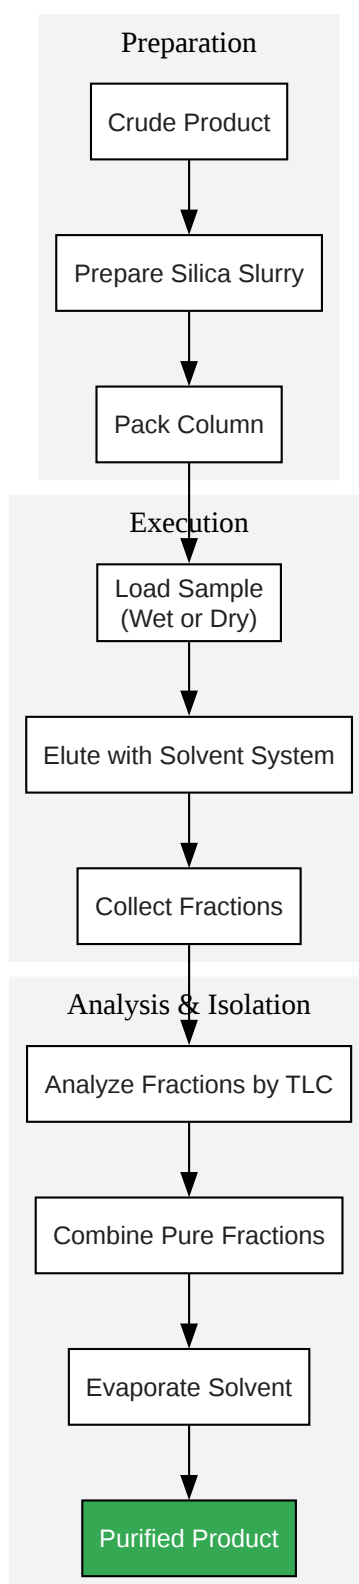 Preparation
Crude Product
Prepare Silica Slurry
Pack Column
Execution
Load Sample
(Wet or Dry)
Elute with Solvent System
Collect Fractions
Analysis & Isolation
Analyze Fractions by TLC
Combine Pure Fractions
Evaporate Solvent
Purified Product